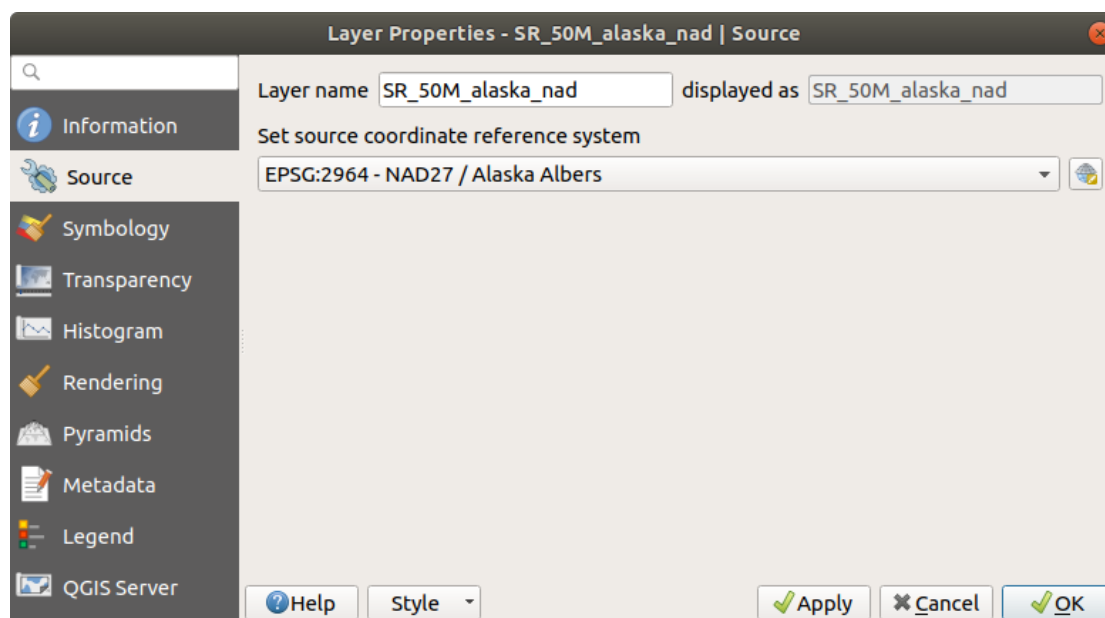 Layer Properties - SR_50M_alaska_nad | Source
Layer name SR_50M_alaska_nad displayed as SR_50M_alaska_nad
Set source coordinate reference system
EPSG:2964 - NAD27 / Alaska Albers
Information
Source
Symbology
Transparency
Histogram
Rendering
Pyramids
Metadata
Legend
QGIS Server
Help Style Apply Cancel OK